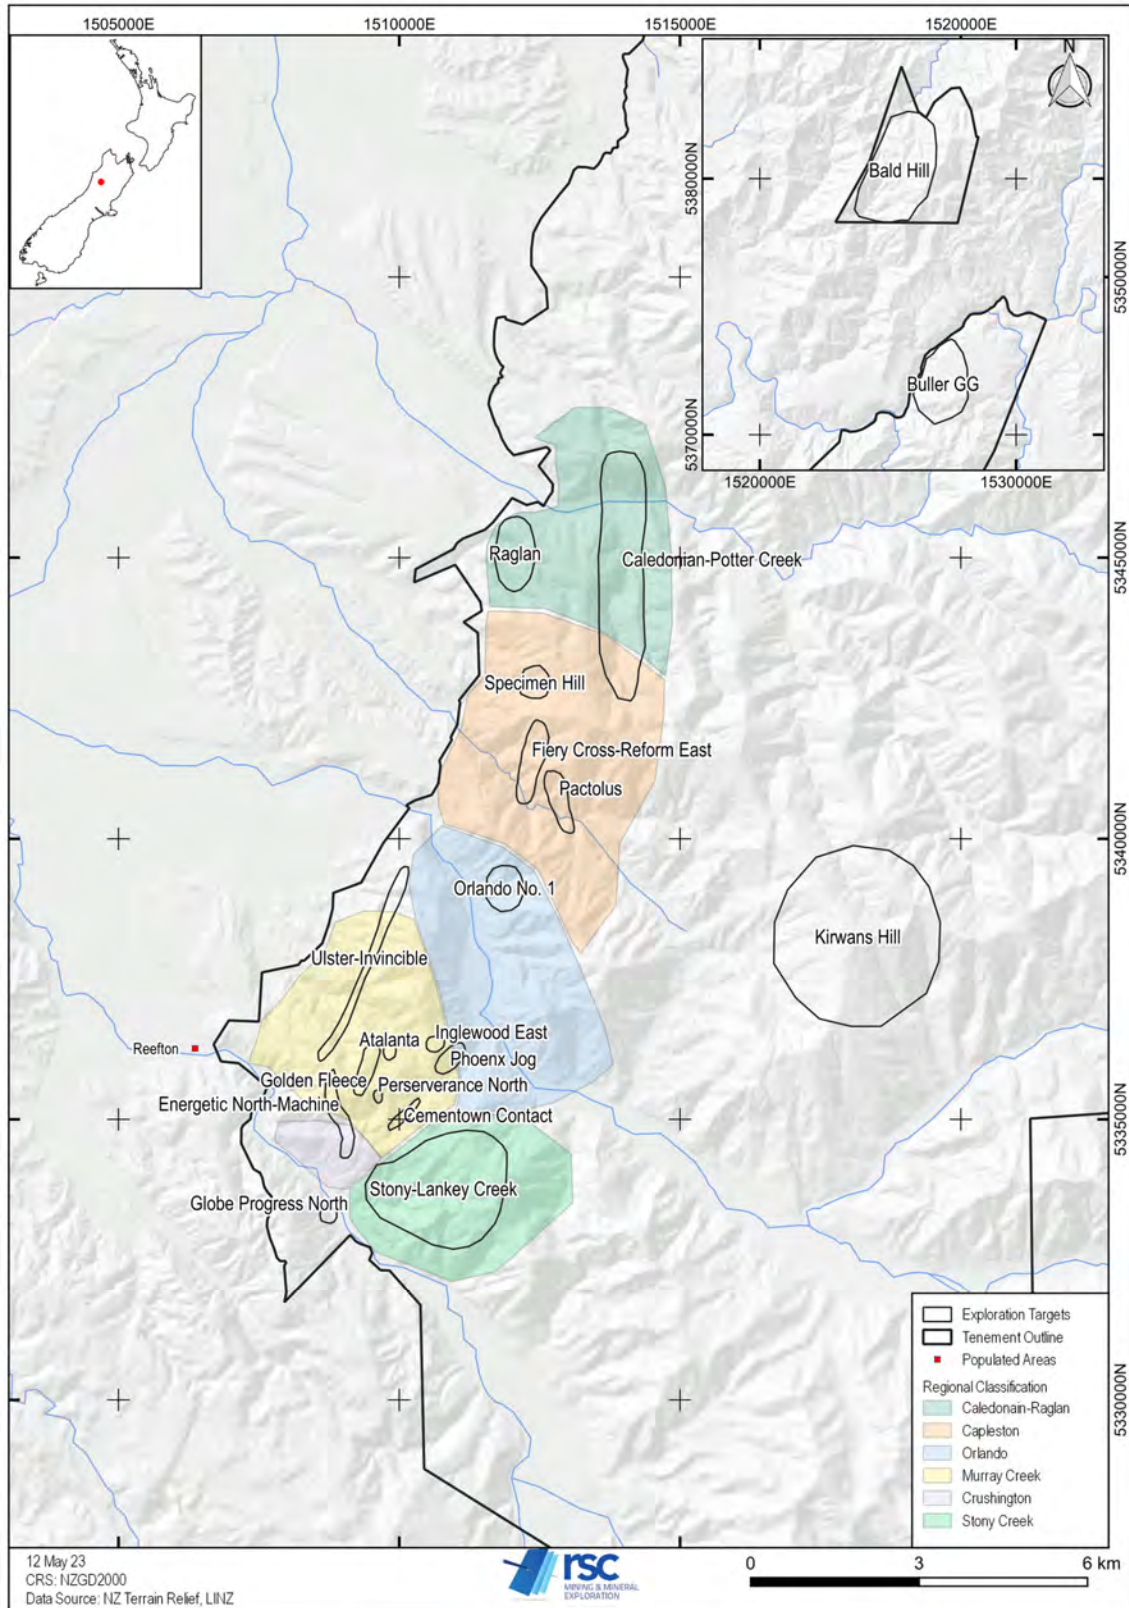 1505000E
1510000E
1515000E
1520000E
N
5380000N
Bald Hill
5350000N
Buller GG
5370000N
1520000E
1530000E
Raglan
Caledonian-Potter Creek
5345000N
Specimen Hill
Fiery Cross-Reform East
Pactolus
5340000N
Orlando No. 1
Kirwans Hill
Ulster-Invincible
Inglewood East
Atalanta
Reefton
Phoenx Jog
Golden Fleece
Perserverance North
Energetic North-Machine
Cementown Contact
5335000N
Stony-Lankey Creek
Globe Progress North
Exploration Targets
Tenement Outline
Populated Areas
Regional Classification
Caledonain-Raglan
Capleston
Orlando
Murray Creek
Crushington
Stony Creek
5330000N
12 May 23
CRS: NZGD2000
Data Source: NZ Terrain Relief, LINZ
rsc
MINING & MINERAL
EXPLORATION
0 3 6 km